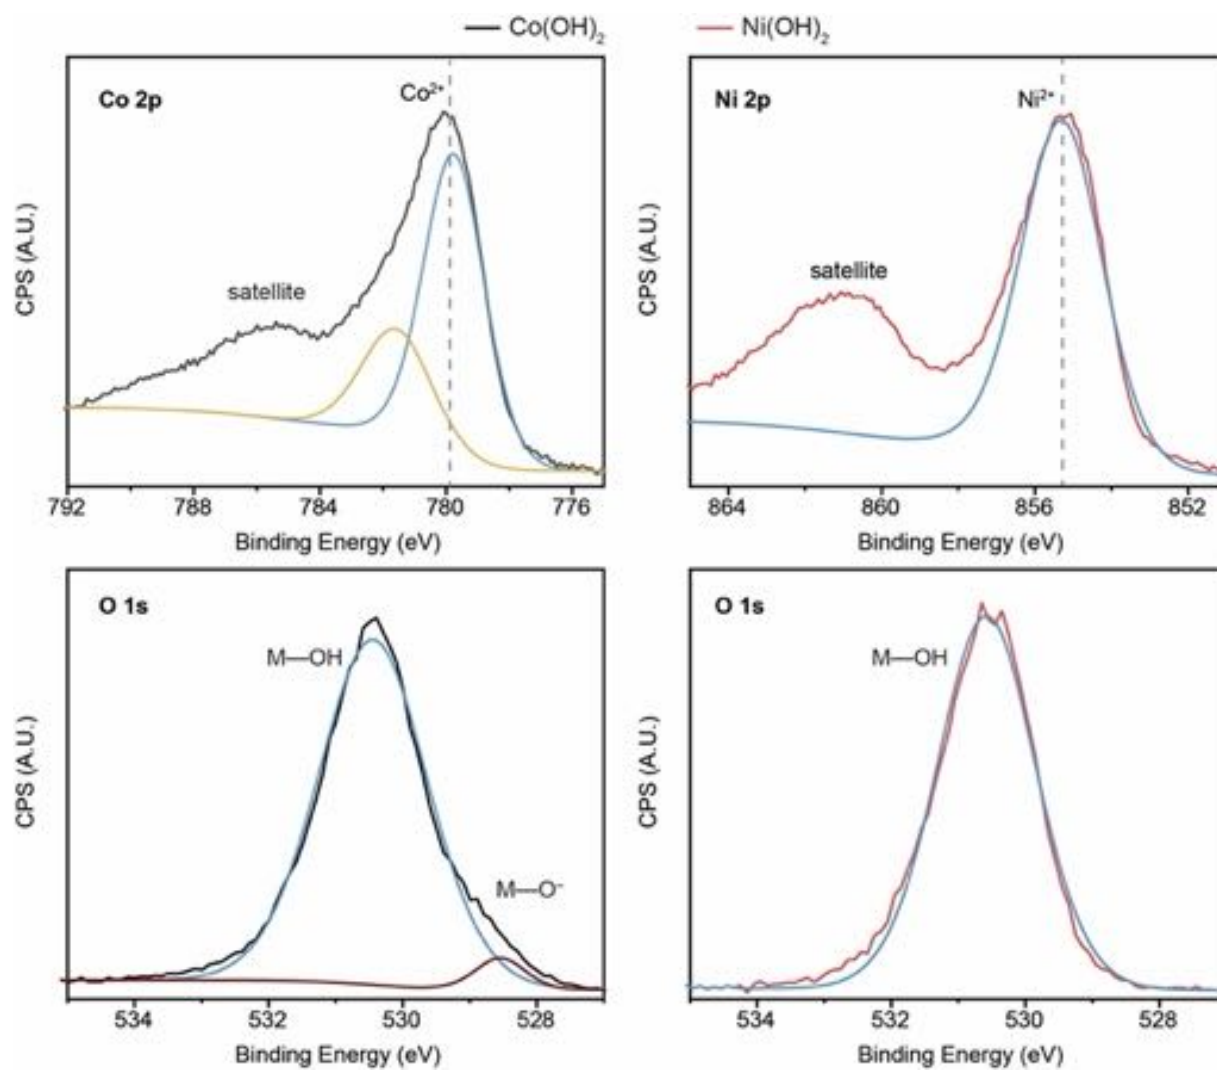 Co(OH)₂
Ni(OH)₂
Co 2p
Co²⁺
satellite
CPS (A.U.)
792 788 784 780 776
Binding Energy (eV)
Ni 2p
Ni²⁺
satellite
CPS (A.U.)
864 860 856 852
Binding Energy (eV)
O 1s
M—OH
M—O⁻
CPS (A.U.)
534 532 530 528
Binding Energy (eV)
O 1s
M—OH
CPS (A.U.)
534 532 530 528
Binding Energy (eV)